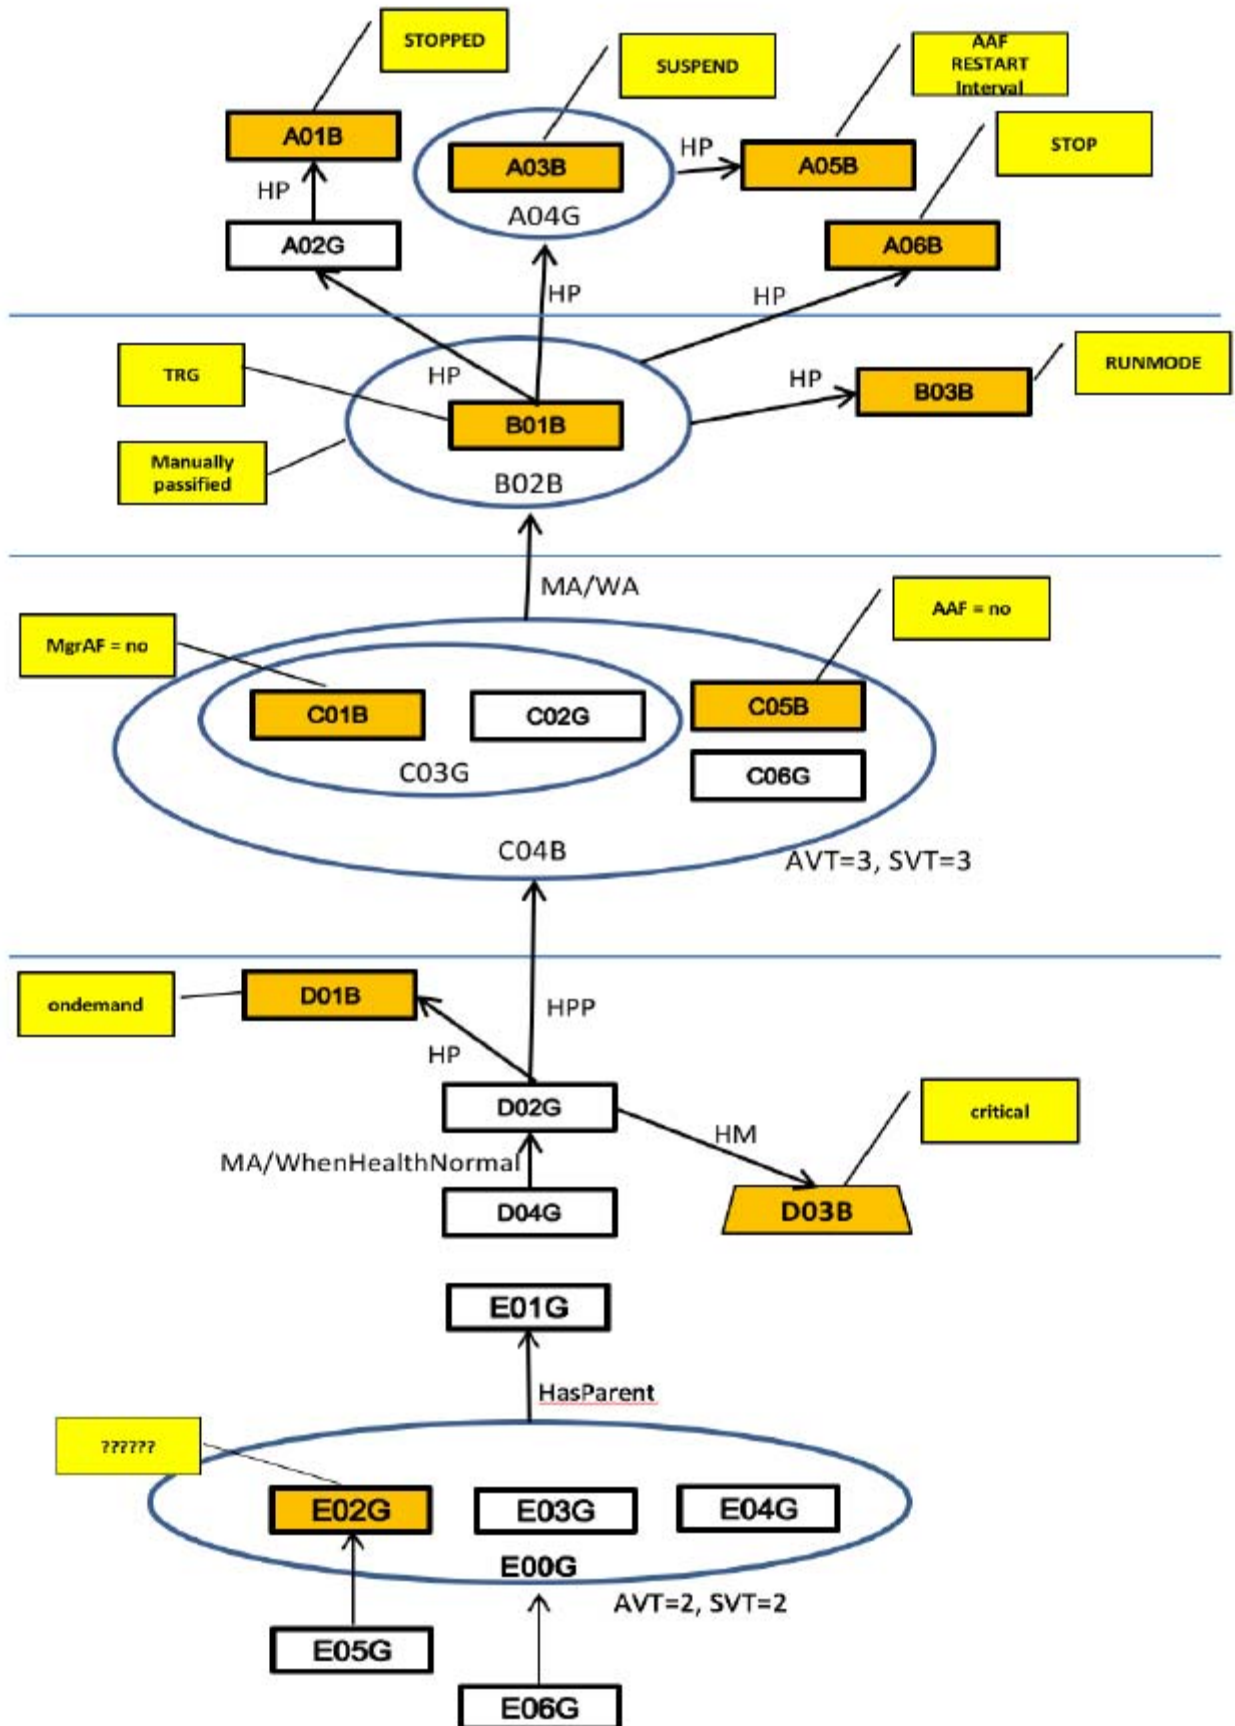 STOPPED
AAF
RESTART
Interval
SUSPEND
A01B
STOP
A03B
HP
A05B
HP
A04G
A02G
A06B
HP
HP
TRG
HP
HP
RUNMODE
B03B
B01B
Manually
passified
B02B
MA/WA
AAF = no
MgrAF = no
C01B
C02G
C05B
C03G
C06G
C04B
AVT=3, SVT=3
ondemand
D01B
HPP
HP
D02G
critical
HM
MA/WhenHealthNormal
D04G
D03B
E01G
HasParent
??????
E02G
E03G
E04G
E00G
AVT=2, SVT=2
E05G
E06G